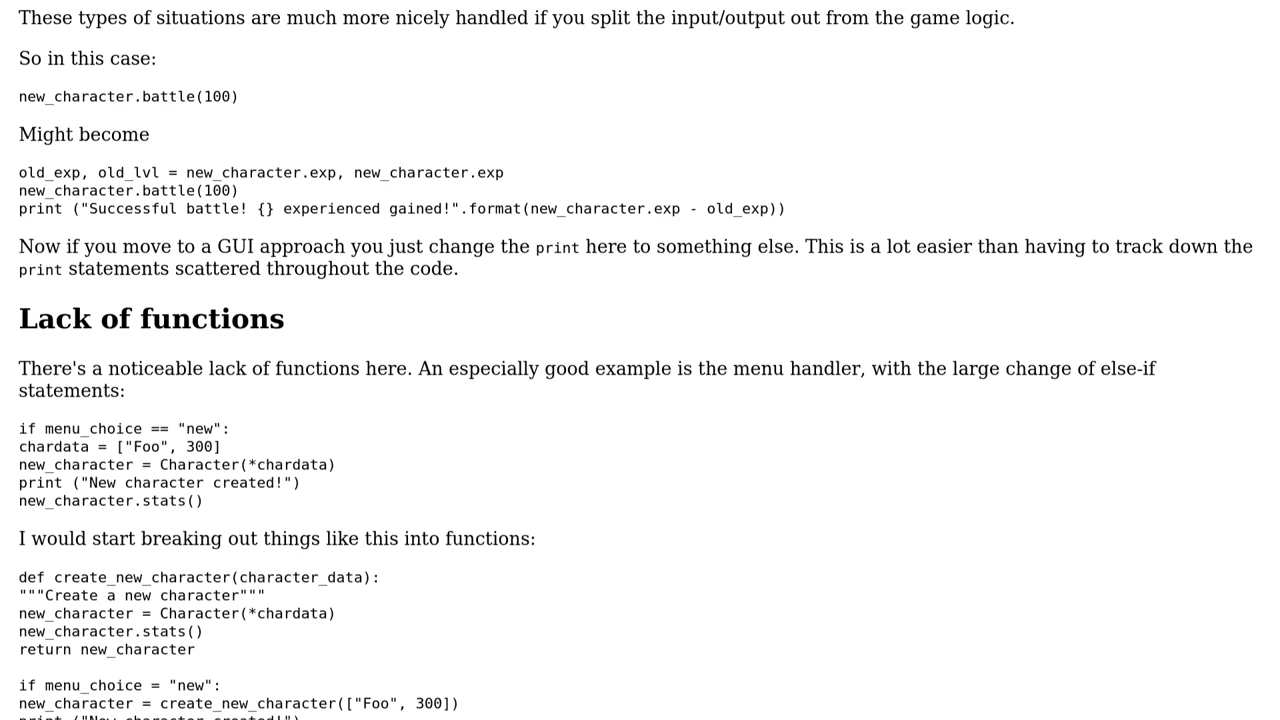 These types of situations are much more nicely handled if you split the input/output out from the game logic.
So in this case:
new_character.battle(100)
Might become
old_exp, old_lvl = new_character.exp, new_character.exp
new_character.battle(100)
print ("Successful battle! {} experienced gained!".format(new_character.exp - old_exp))
Now if you move to a GUI approach you just change the print here to something else. This is a lot easier than having to track down the
print statements scattered throughout the code.
Lack of functions
There's a noticeable lack of functions here. An especially good example is the menu handler, with the large change of else-if
statements:
if menu_choice == "new":
chardata = ["Foo", 300]
new_character = Character(*chardata)
print ("New character created!")
new_character.stats()
I would start breaking out things like this into functions:
def create_new_character(character_data):
"""Create a new character"""
new_character = Character(*chardata)
new_character.stats()
return new_character
if menu_choice = "new":
new_character = create_new_character(["Foo", 300])
print ("New character created!")